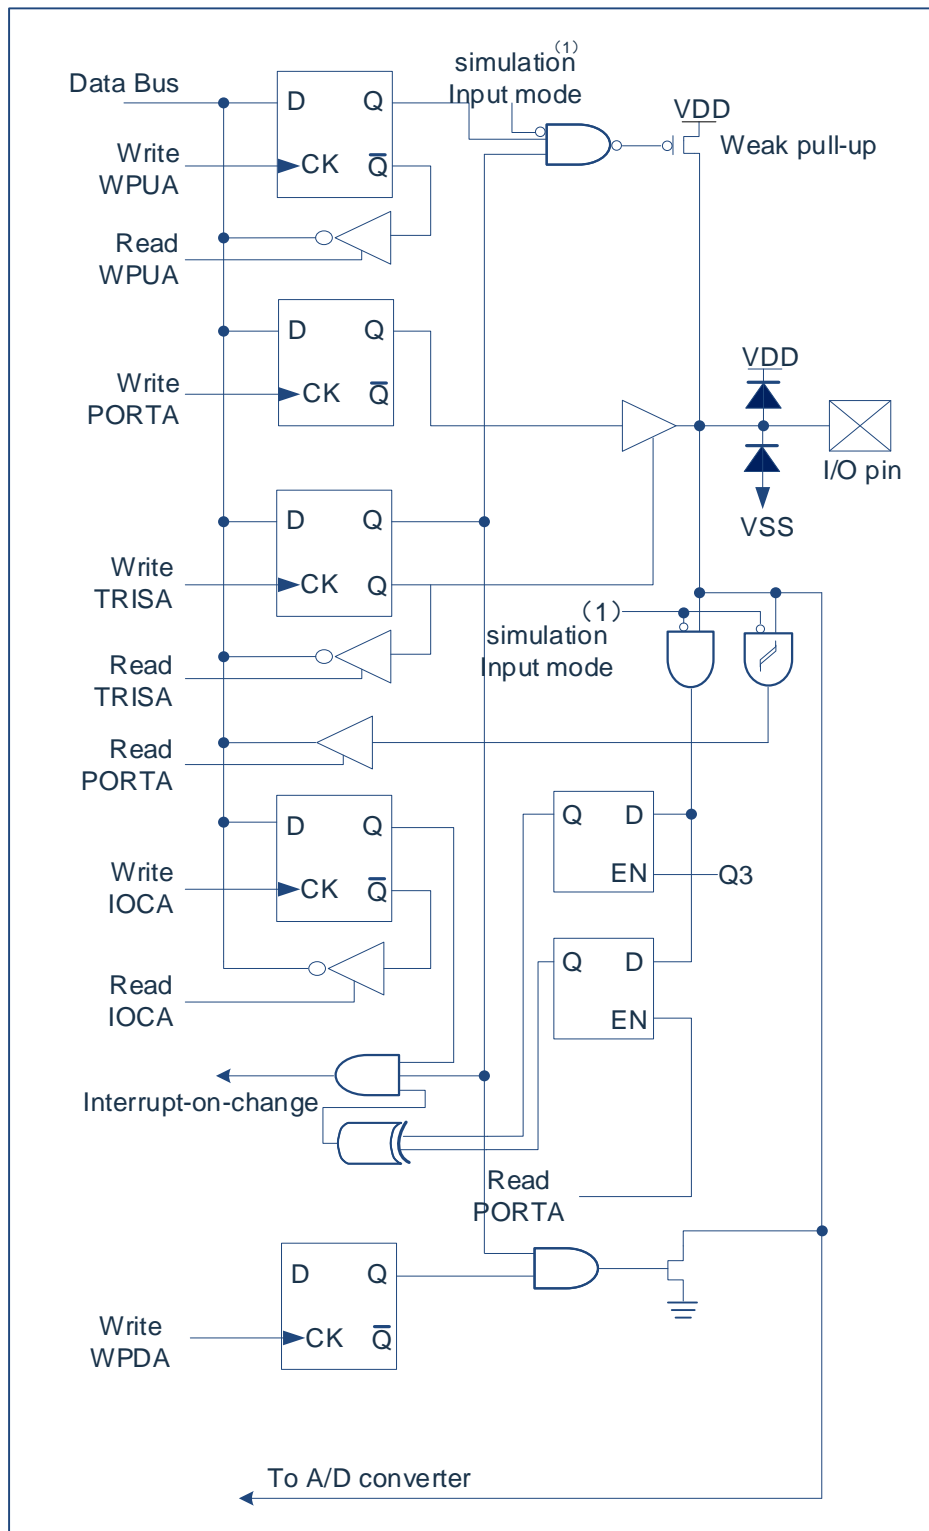 Data Bus
D
Q
Write
WPUA
CK
Q
Read
WPUA
simulation
(1)
Input mode
VDD
Weak pull-up
D
Q
Write
PORTA
CK
Q
VDD
I/O pin
VSS
D
Q
Write
TRISA
CK
Q
(1)
simulation
Input mode
Read
TRISA
Read
PORTA
D
Q
Write
IOCA
CK
Q
Read
IOCA
Q
D
EN
Q3
Q
D
EN
Interrupt-on-change
Read
PORTA
D
Q
Write
WPDA
CK
Q
To A/D converter